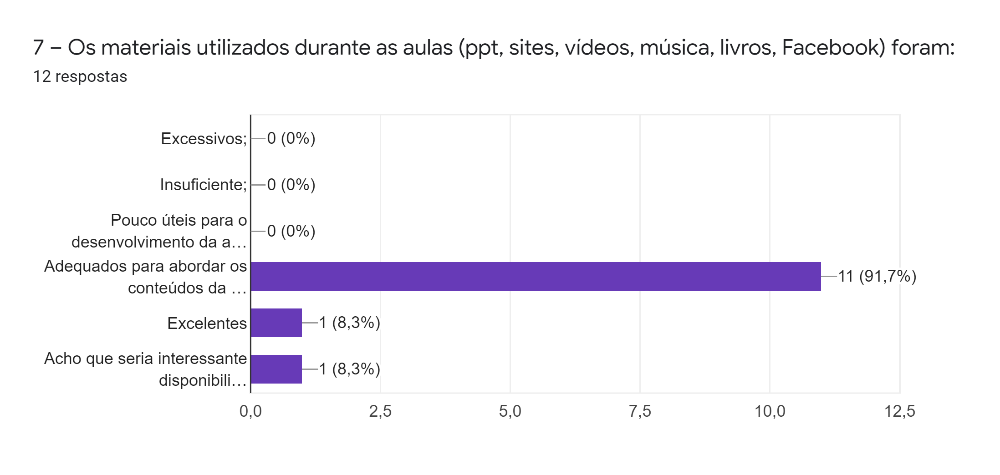 7 – Os materiais utilizados durante as aulas (ppt, sites, vídeos, música, livros, Facebook) foram:
12 respostas
Excessivos;
0 (0%)
Insuficiente;
0 (0%)
Pouco úteis para o
desenvolvimento da a…
0 (0%)
Adequados para abordar os
conteúdos da …
11 (91,7%)
Excelentes
1 (8,3%)
Acho que seria interessante
disponibili…
1 (8,3%)
0,0 2,5 5,0 7,5 10,0 12,5